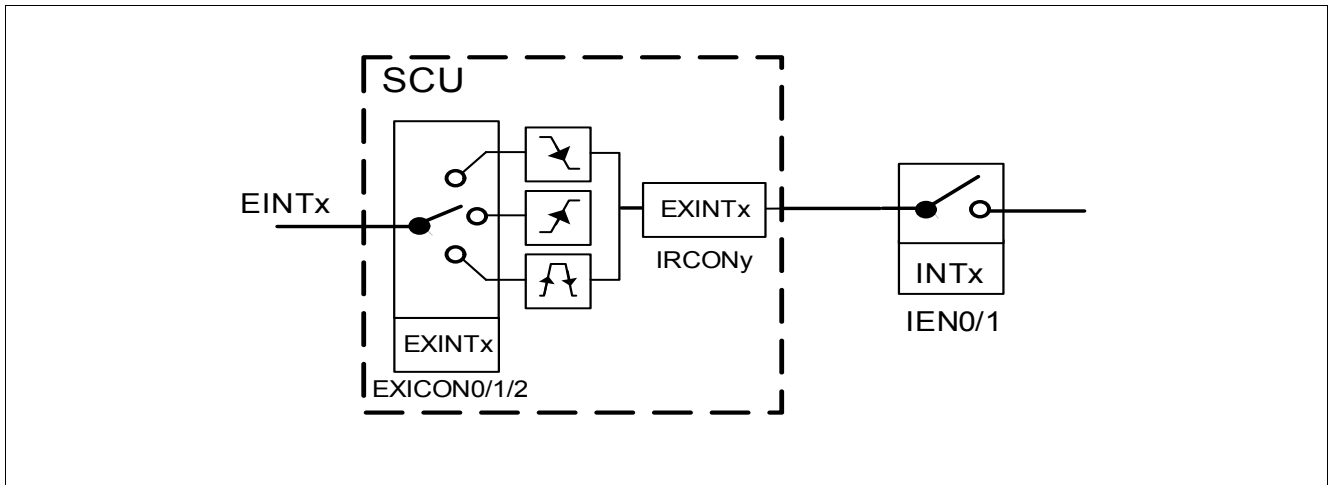 SCU
EINTx
EXINTx
IRCONy
INTx
IEN0/1
EXINTx
EXICON0/1/2